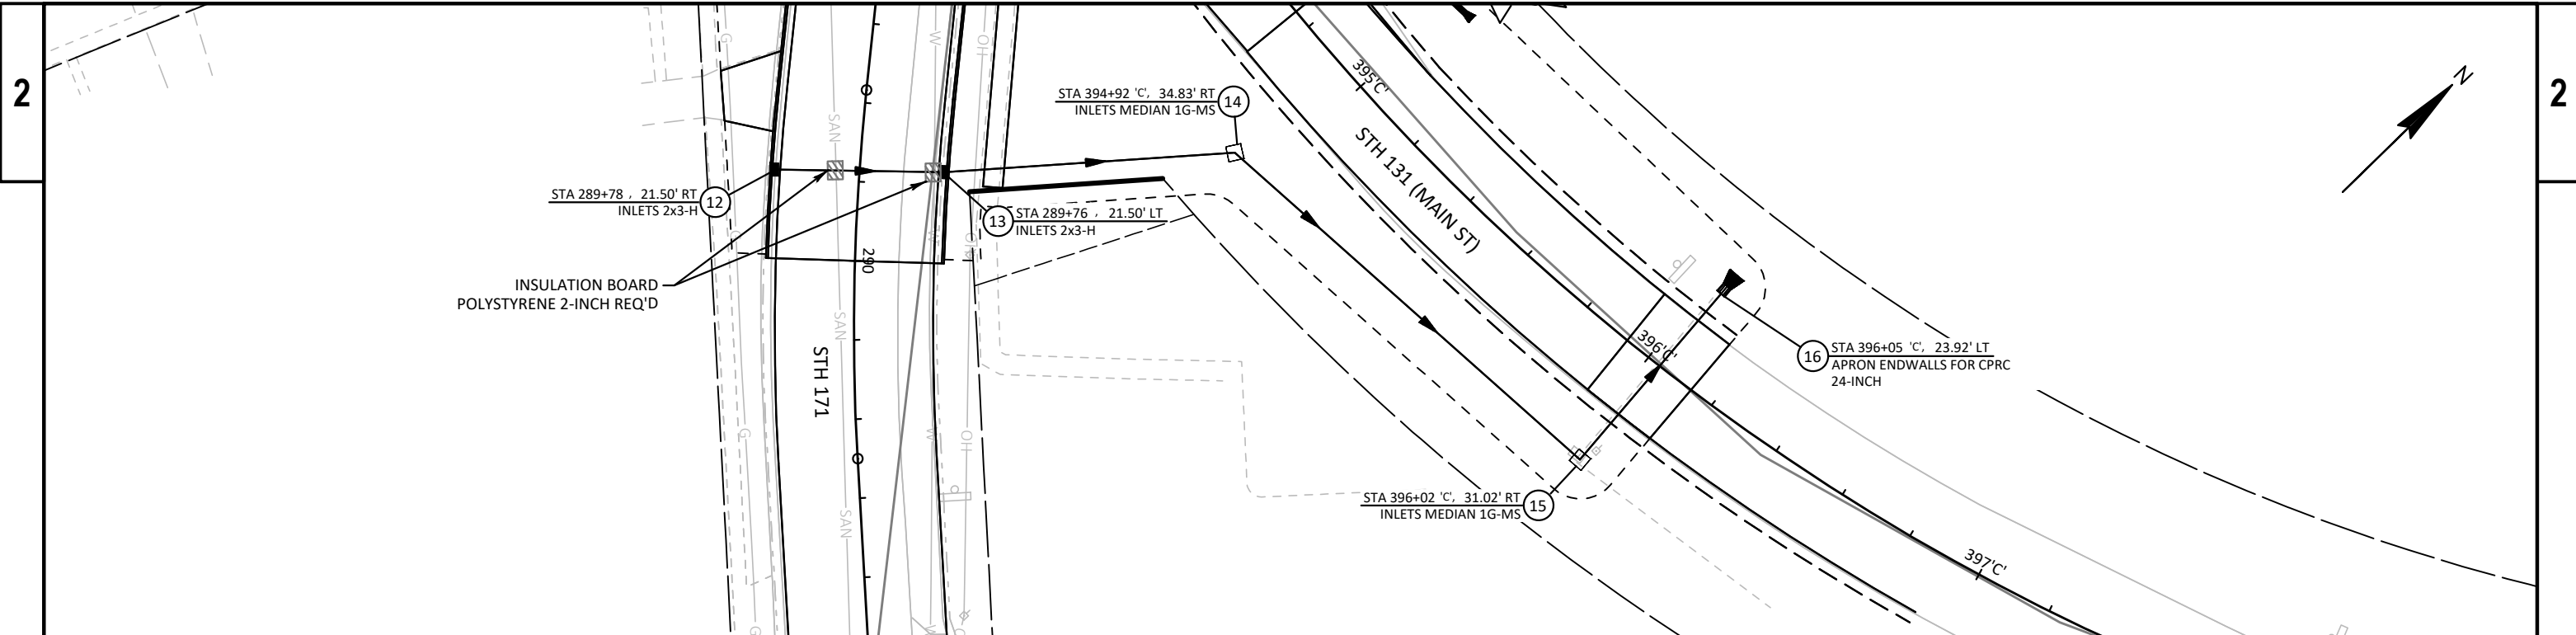 2
2
N
G
W
OH
395'C'
STA 394+92 'C', 34.83' RT
INLETS MEDIAN 1G-MS
14
SAN
STH 131 (MAIN ST)
STA 289+78 , 21.50' RT
INLETS 2x3-H
12
13
STA 289+76 , 21.50' LT
INLETS 2x3-H
G
W
OH
290
INSULATION BOARD
POLYSTYRENE 2-INCH REQ'D
SAN
STH 171
396'C'
16
STA 396+05 'C', 23.92' LT
APRON ENDWALLS FOR CPRC
24-INCH
G
W
OH
STA 396+02 'C', 31.02' RT
INLETS MEDIAN 1G-MS
15
SAN
397'C'
G
W